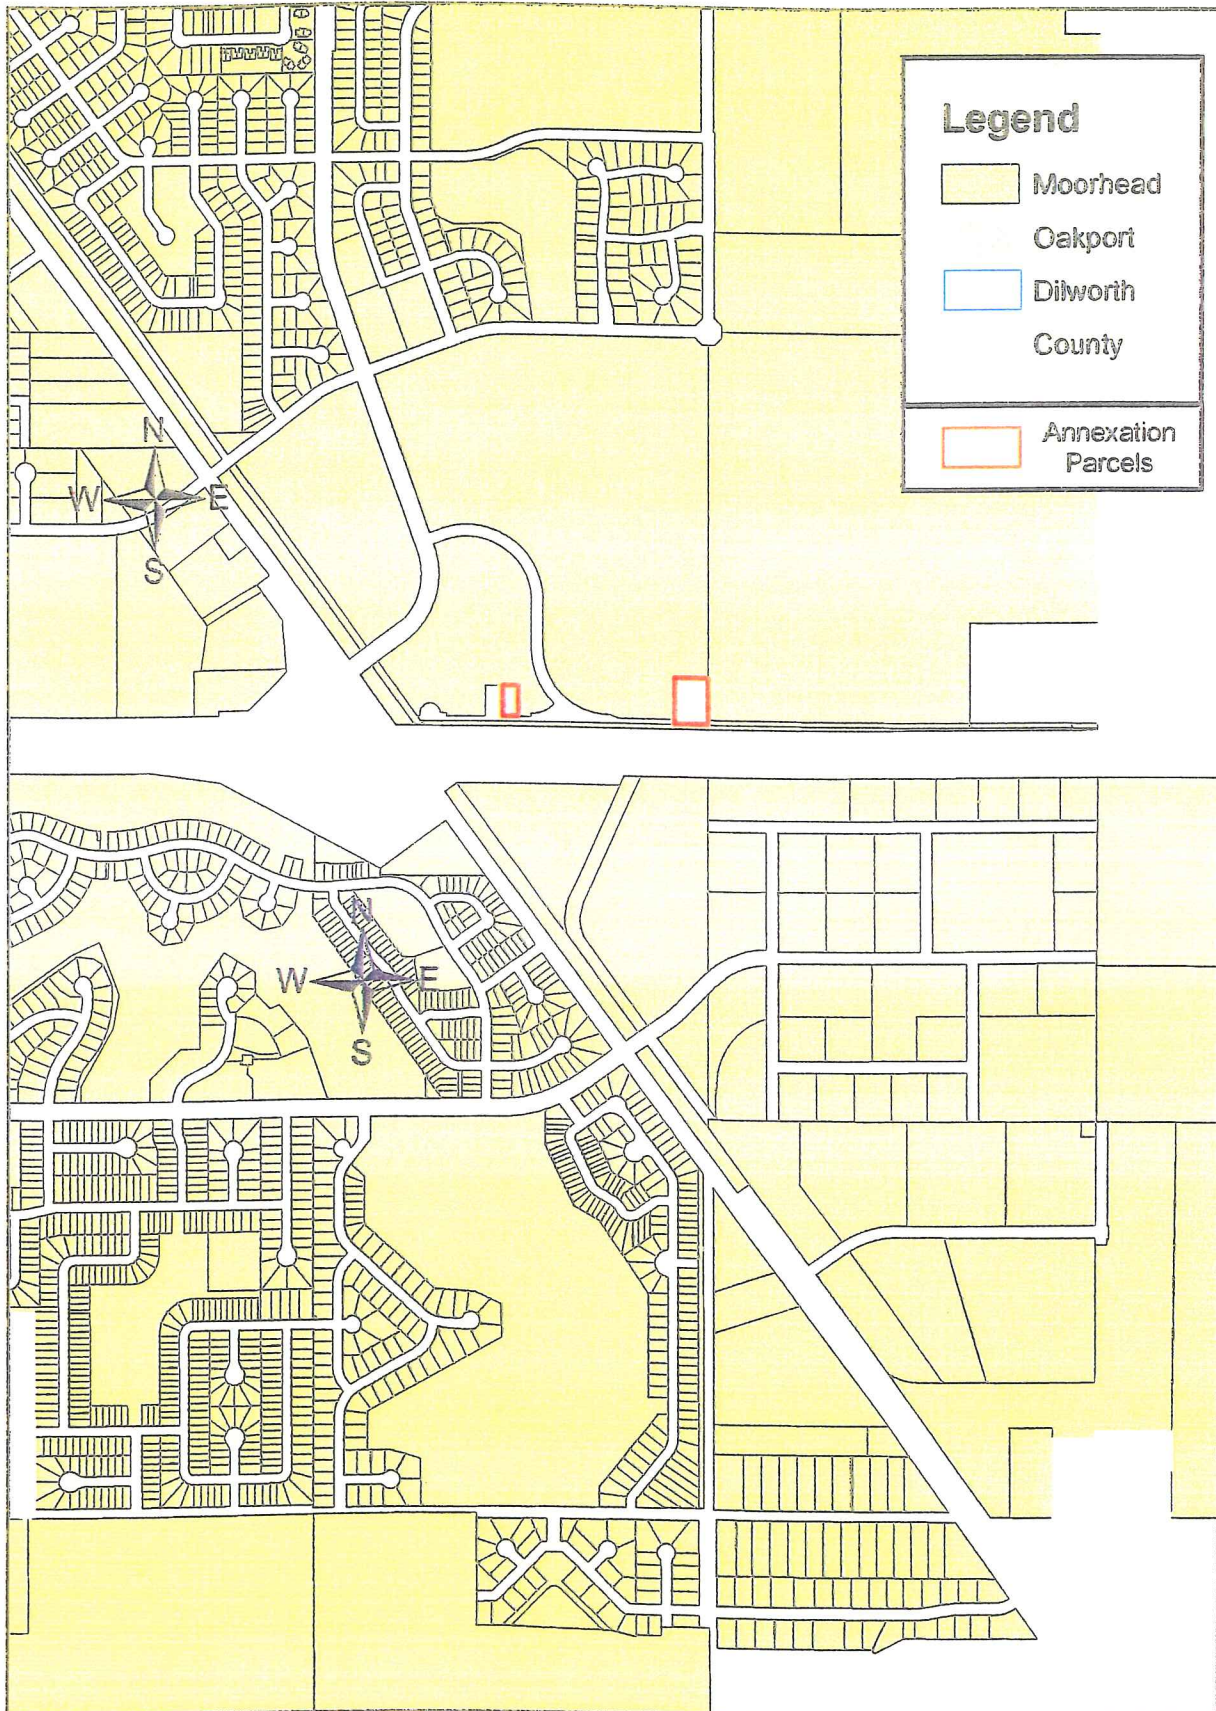 Legend
Moorhead
Oakport
Dilworth
County
Annexation
Parcels
N
W E
S
N
W E
S